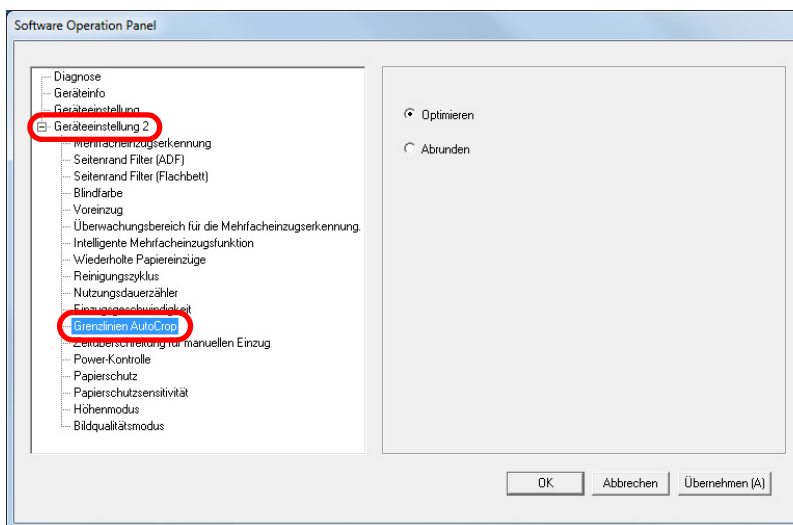 Software Operation Panel
Diagnose
Geräteinfo
Geräteeinstellung
Geräteeinstellung 2
Mehrfacheinzugserkennung
Seitenrand Filter (ADF)
Seitenrand Filter (Flachbett)
Blindfarbe
Voreinzug
Überwachungsbereich für die Mehrfacheinzugserkennung.
Intelligente Mehrfacheinzugsfunktion
Wiederholte Papiereinzüge
Reinigungszyklus
Nutzungsdauerzähler
Einzugsgeschwindigkeit
Grenzlinien AutoCrop
Zeitüberschreitung für manuellen Einzug
Power-Kontrolle
Papierschutz
Papierschutzsensitivität
Höhenmodus
Bildqualitätsmodus
Optimieren
Abrunden
OK
Abbrechen
Übernehmen (A)